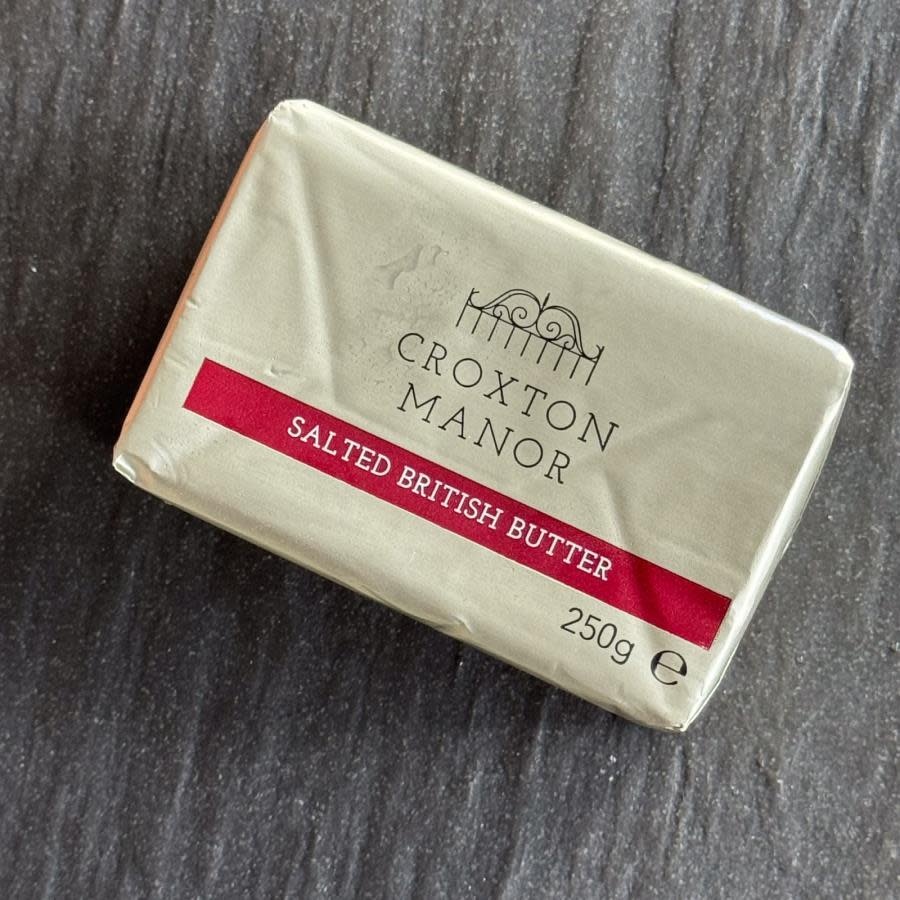 CROXTON
MANOR
SALTED BRITISH BUTTER
250g ℮